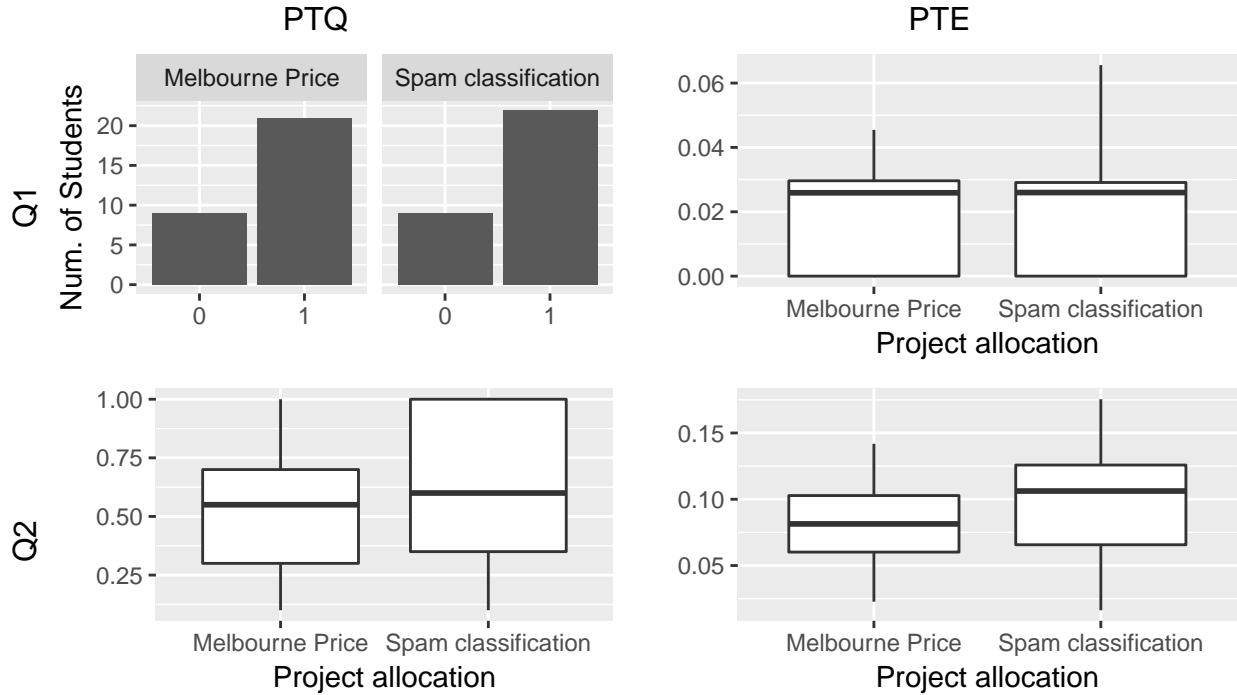 PTQ
PTE
Q1
Num. of Students
Melbourne Price
Spam classification
20
15
10
5
0
0
1
0
1
0.06
0.04
0.02
0.00
Melbourne Price
Spam classification
Project allocation
Q2
1.00
0.75
0.50
0.25
Melbourne Price
Spam classification
Project allocation
0.15
0.10
0.05
Melbourne Price
Spam classification
Project allocation